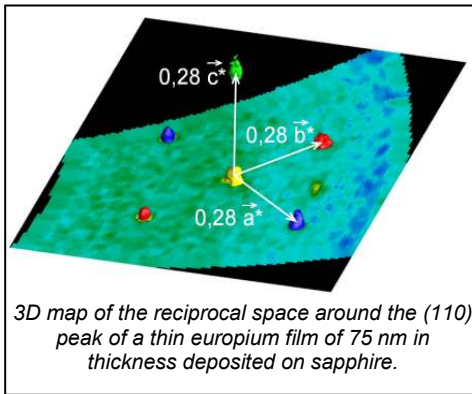 0,28 c*
0,28 b*
0,28 a*
3D map of the reciprocal space around the (110)
peak of a thin europium film of 75 nm in
thickness deposited on sapphire.